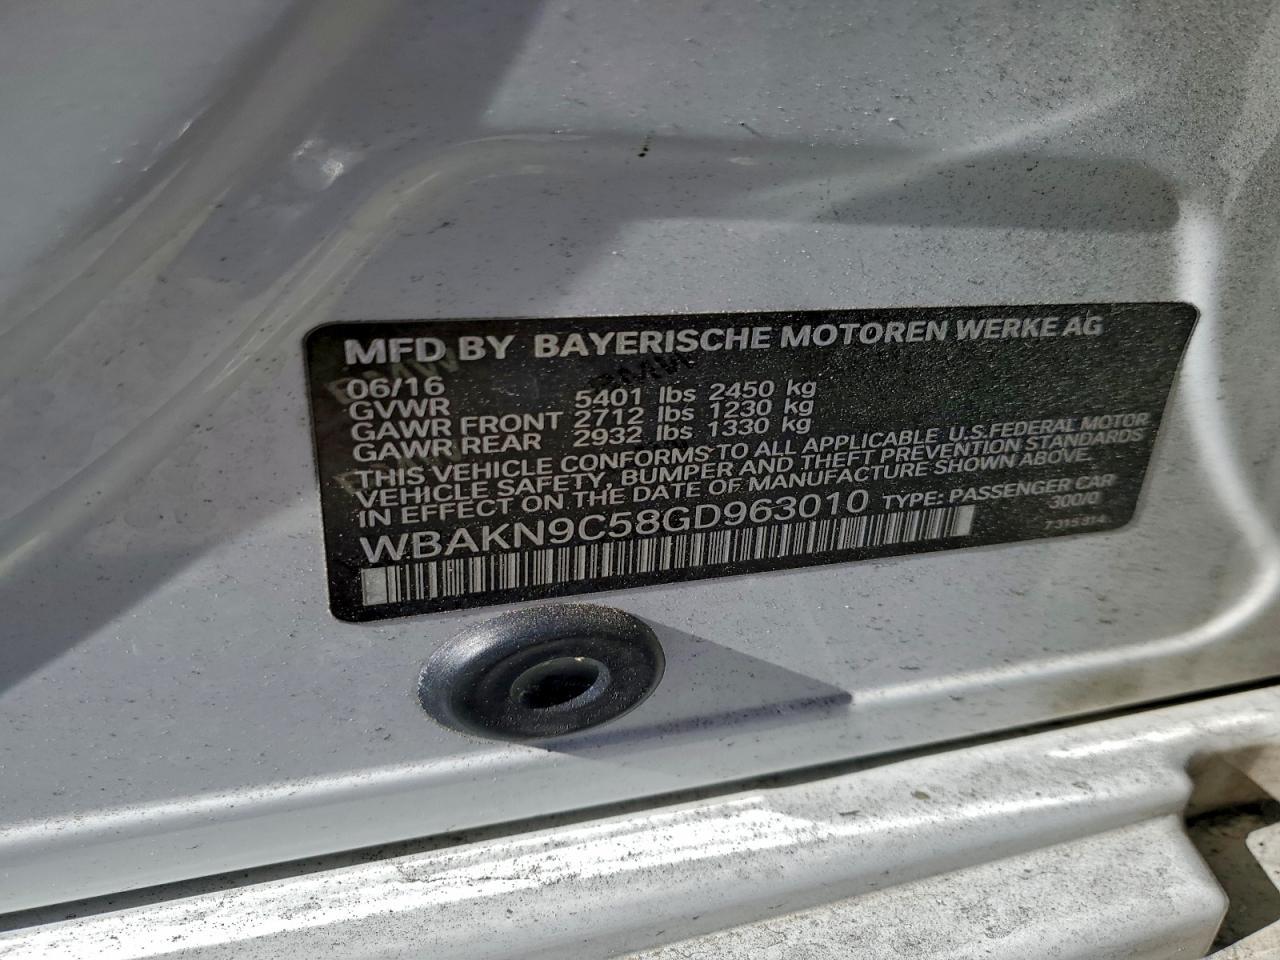 MFD BY BAYERISCHE MOTOREN WERKE AG
06/16
GVWR 5401 lbs 2450 kg
GAWR FRONT 2712 lbs 1230 kg
GAWR REAR 2932 lbs 1330 kg
THIS VEHICLE CONFORMS TO ALL APPLICABLE U.S.FEDERAL MOTOR
VEHICLE SAFETY, BUMPER AND THEFT PREVENTION STANDARDS
IN EFFECT ON THE DATE OF MANUFACTURE SHOWN ABOVE.
WBAKN9C58GD963010 TYPE: PASSENGER CAR
300/0
7315814